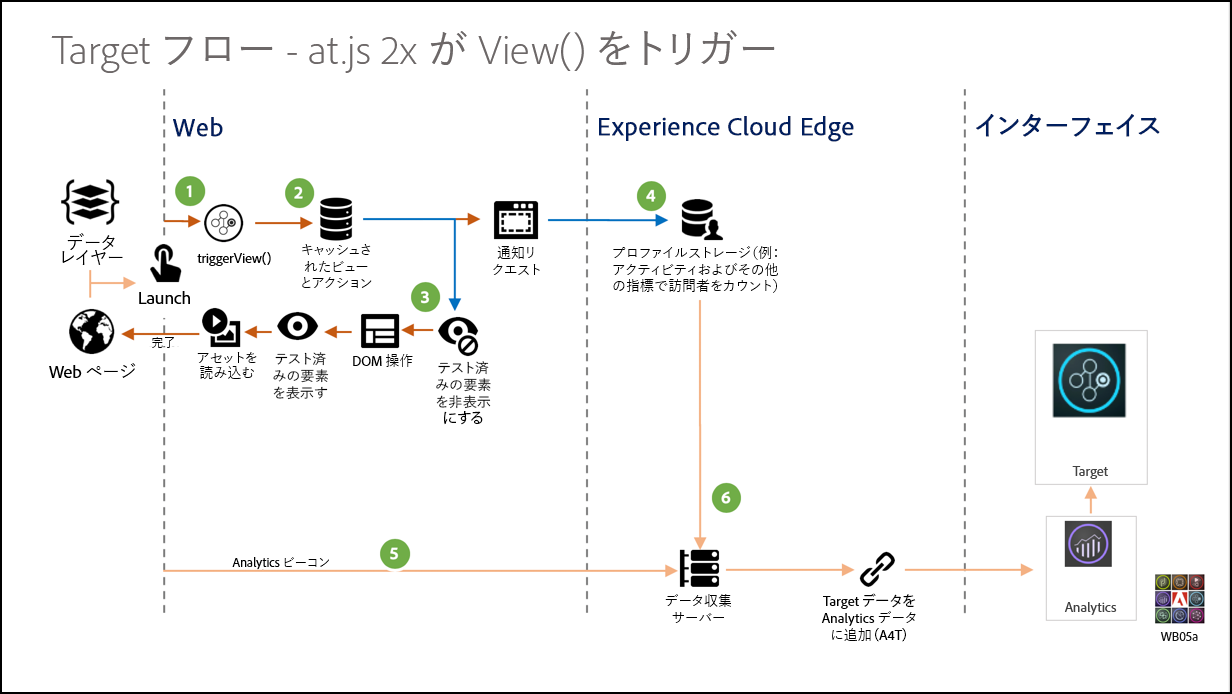 Target フロー - at.js 2x が View() をトリガー
Web
Experience Cloud Edge
インターフェイス
1
2
4
データ
レイヤー
triggerView()
キャッシュさ
れたビュー
とアクション
通知リ
クエスト
プロファイルストレージ（例：
アクティビティおよびその他
の指標で訪問者をカウント）
Launch
3
Web ページ
完了
アセットを
読み込む
テスト済
みの要素
を表示す
DOM 操作
テスト済
みの要素
を非表示
にする
Target
6
5
Analytics ビーコン
データ収集
サーバー
Target データを
Analytics データ
に追加（A4T）
Analytics
WB05a